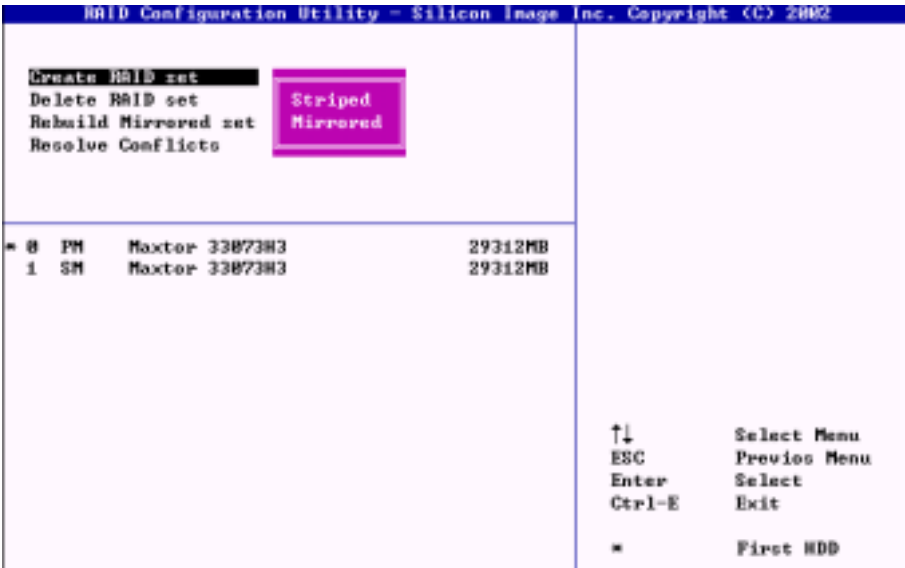 RAID Configuration Utility - Silicon Image Inc. Copyright (C) 2002
Create RAID set
Delete RAID set
Rebuild Mirrored set
Resolve Conflicts
Striped
Mirrored
* 0 PM Maxtor 33073H3 29312MB
1 SM Maxtor 33073H3 29312MB
↑↓ Select Menu
ESC Previos Menu
Enter Select
Ctrl-E Exit
* First HDD